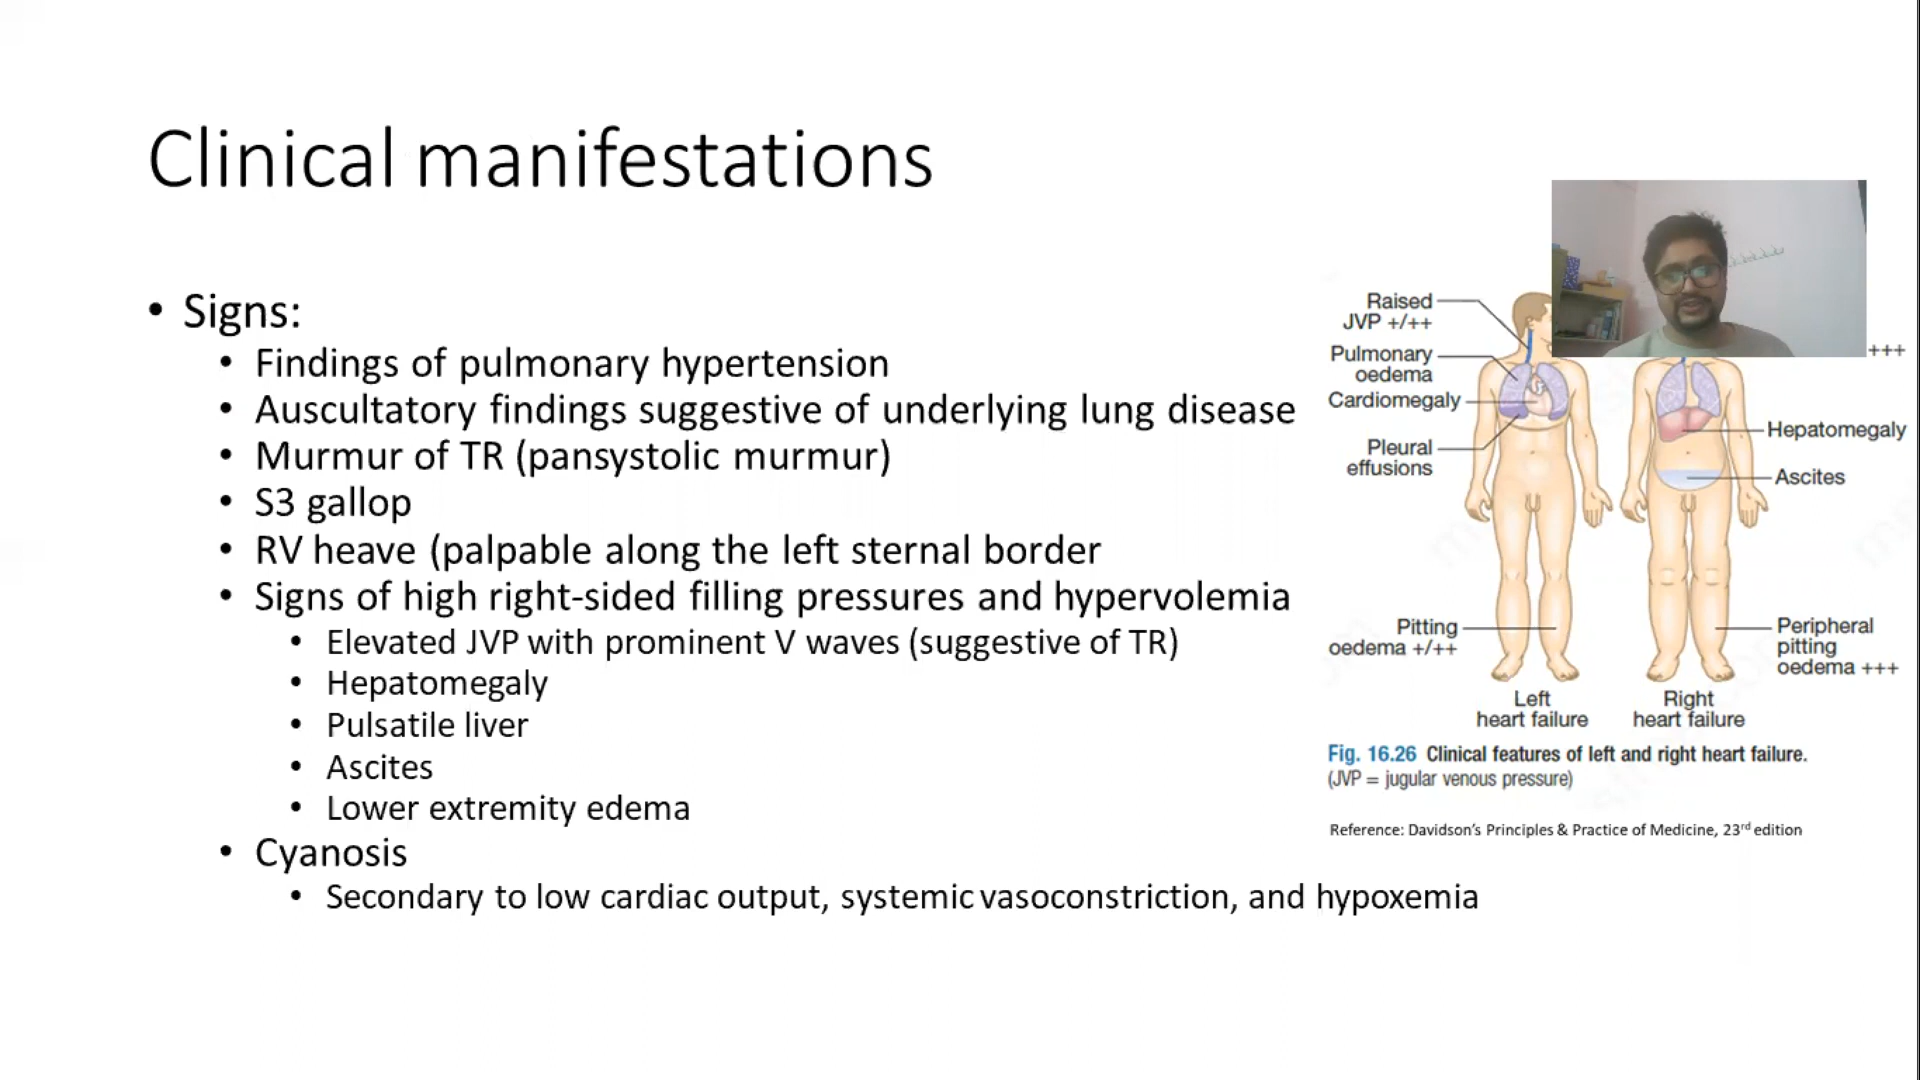 Clinical manifestations
• Signs:
• Findings of pulmonary hypertension
• Auscultatory findings suggestive of underlying lung disease
• Murmur of TR (pansystolic murmur)
• S3 gallop
• RV heave (palpable along the left sternal border
• Signs of high right-sided filling pressures and hypervolemia
• Elevated JVP with prominent V waves (suggestive of TR)
• Hepatomegaly
• Pulsatile liver
• Ascites
• Lower extremity edema
• Cyanosis
• Secondary to low cardiac output, systemic vasoconstriction, and hypoxemia
Raised
JVP +/++
Pulmonary
oedema
Cardiomegaly
Pleural
effusions
Pitting
oedema +/++
Left
heart failure
+++
Hepatomegaly
Ascites
Peripheral
pitting
oedema +++
Right
heart failure
Fig. 16.26 Clinical features of left and right heart failure.
(JVP = jugular venous pressure)
Reference: Davidson's Principles & Practice of Medicine, 23rd edition